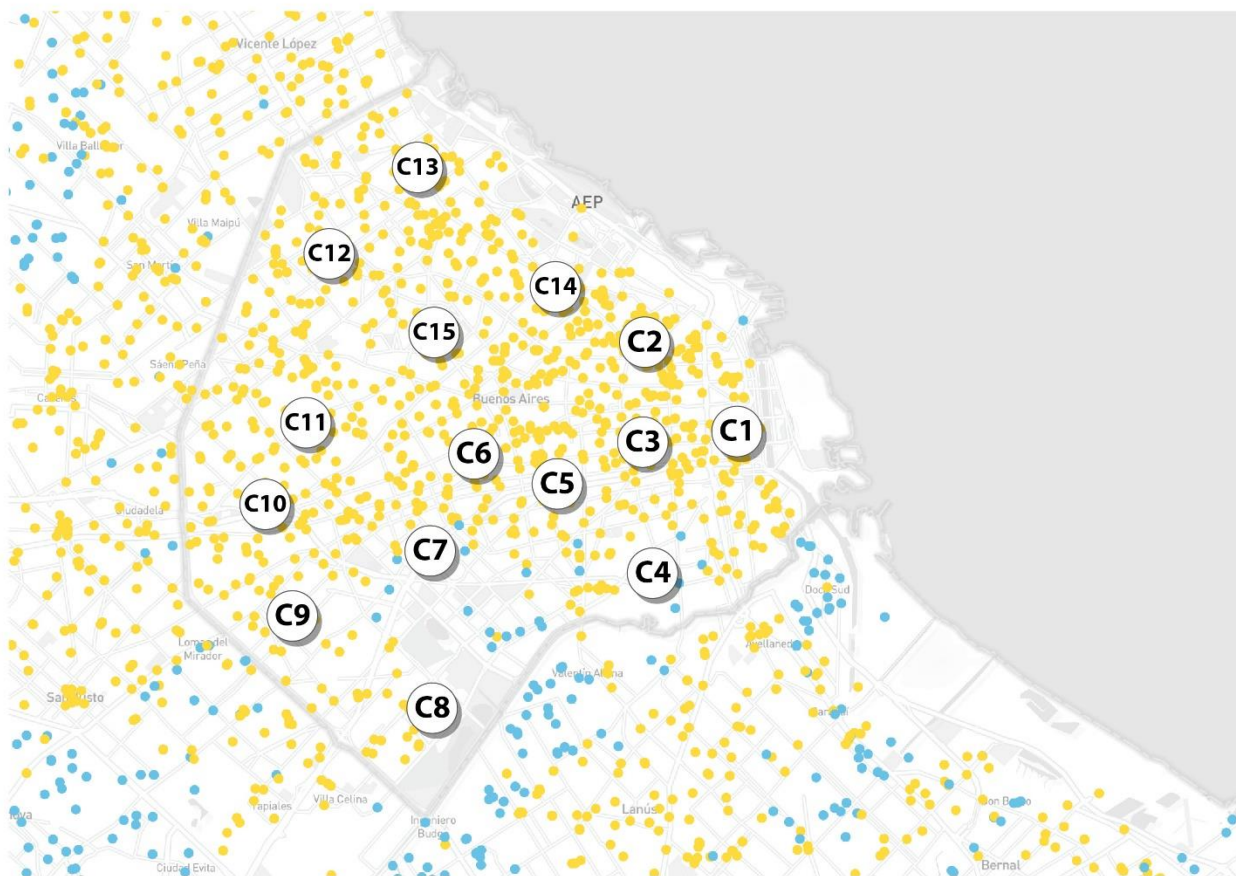 Vicente López
Villa Ballester
C13
AEP
Villa Maipú
C12
San Martín
C14
C15
C2
Sáenz Peña
Buenos Aires
C11
C1
C3
C6
C5
C10
Ciudadela
C7
C4
Dock Sud
C9
Lomas del
Mirador
Avellaneda
Valentín Alsina
San Justo
C8
Villa Celina
Tapiales
Lanús
Don Bosco
Ingeniero
Budge
Ciudad Evita
Bernal